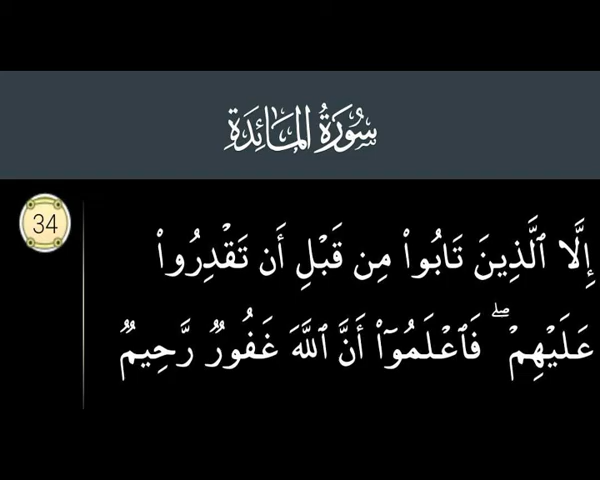 سُورَةُ المَائِدَةِ
34
إِلَّا ٱلَّذِينَ تَابُوا۟ مِن قَبْلِ أَن تَقْدِرُوا۟
عَلَيْهِمْ ۖ فَٱعْلَمُوٓا۟ أَنَّ ٱللَّهَ غَفُورٌ رَّحِيمٌ